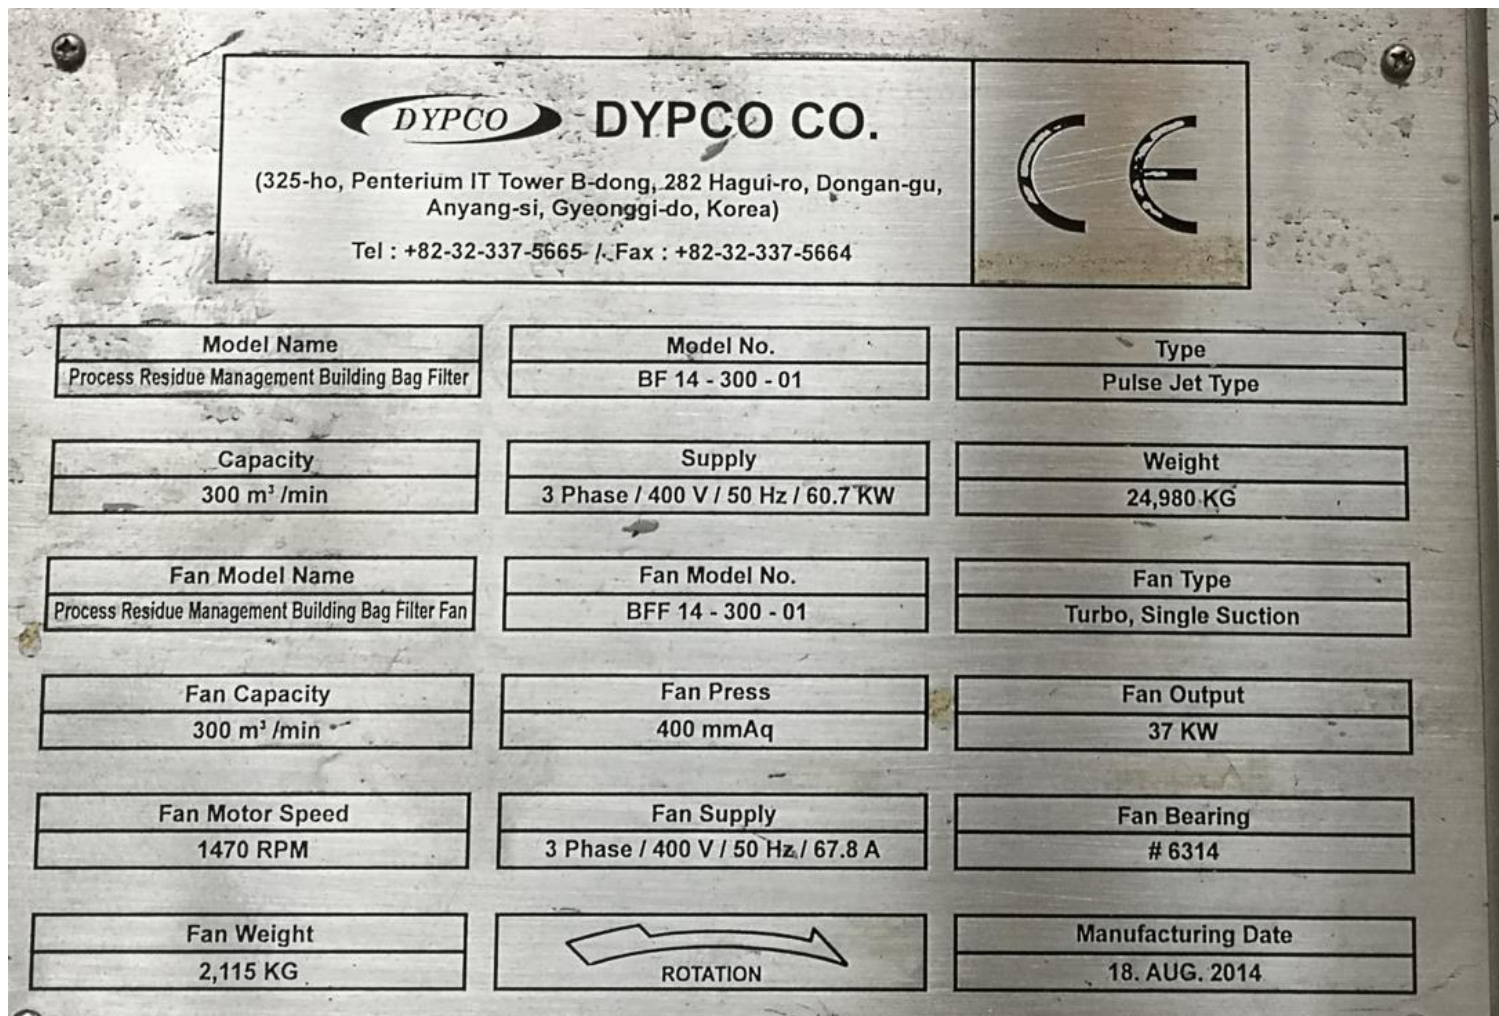 DYPCO DYPCO CO.
(325-ho, Penterium IT Tower B-dong, 282 Hagui-ro, Dongan-gu,
Anyang-si, Gyeonggi-do, Korea)
Tel : +82-32-337-5665 / Fax : +82-32-337-5664
CE
Model Name
Process Residue Management Building Bag Filter
Model No.
BF 14 - 300 - 01
Type
Pulse Jet Type
Capacity
300 m³ /min
Supply
3 Phase / 400 V / 50 Hz / 60.7 KW
Weight
24,980 KG
Fan Model Name
Process Residue Management Building Bag Filter Fan
Fan Model No.
BFF 14 - 300 - 01
Fan Type
Turbo, Single Suction
Fan Capacity
300 m³ /min
Fan Press
400 mmAq
Fan Output
37 KW
Fan Motor Speed
1470 RPM
Fan Supply
3 Phase / 400 V / 50 Hz / 67.8 A
Fan Bearing
# 6314
Fan Weight
2,115 KG
ROTATION
Manufacturing Date
18. AUG. 2014